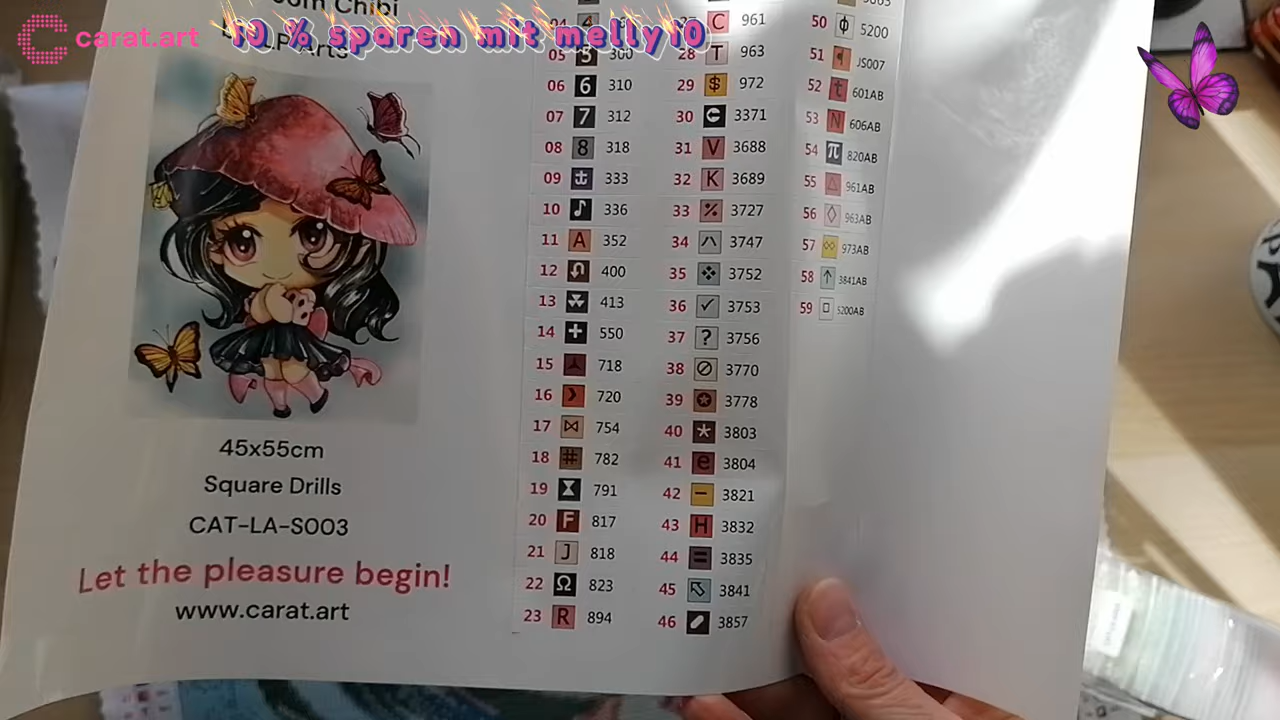 carat.art
10 % sparen mit melly10
Chibi
Arts
45x55cm
Square Drills
CAT-LA-S003
Let the pleasure begin!
www.carat.art
04
05 5 300
06 6 310
07 7 312
08 8 318
09 333
10 336
11 A 352
12 400
13 413
14 550
15 718
16 720
17 754
18 # 782
19 791
20 F 817
21 J 818
22 Ω 823
23 R 894
C 961
28 T 963
29 $ 972
30 3371
31 V 3688
32 K 3689
33 3727
34 3747
35 3752
36 ✓ 3753
37 ? 3756
38 3770
39 3778
40 * 3803
41 e 3804
42 − 3821
43 H 3832
44 = 3835
45 3841
46 3857
50 5200
51 JS007
52 t 601AB
53 N 606AB
54 π 820AB
55 961AB
56 963AB
57 973AB
58 ↑ 3841AB
59 5200AB